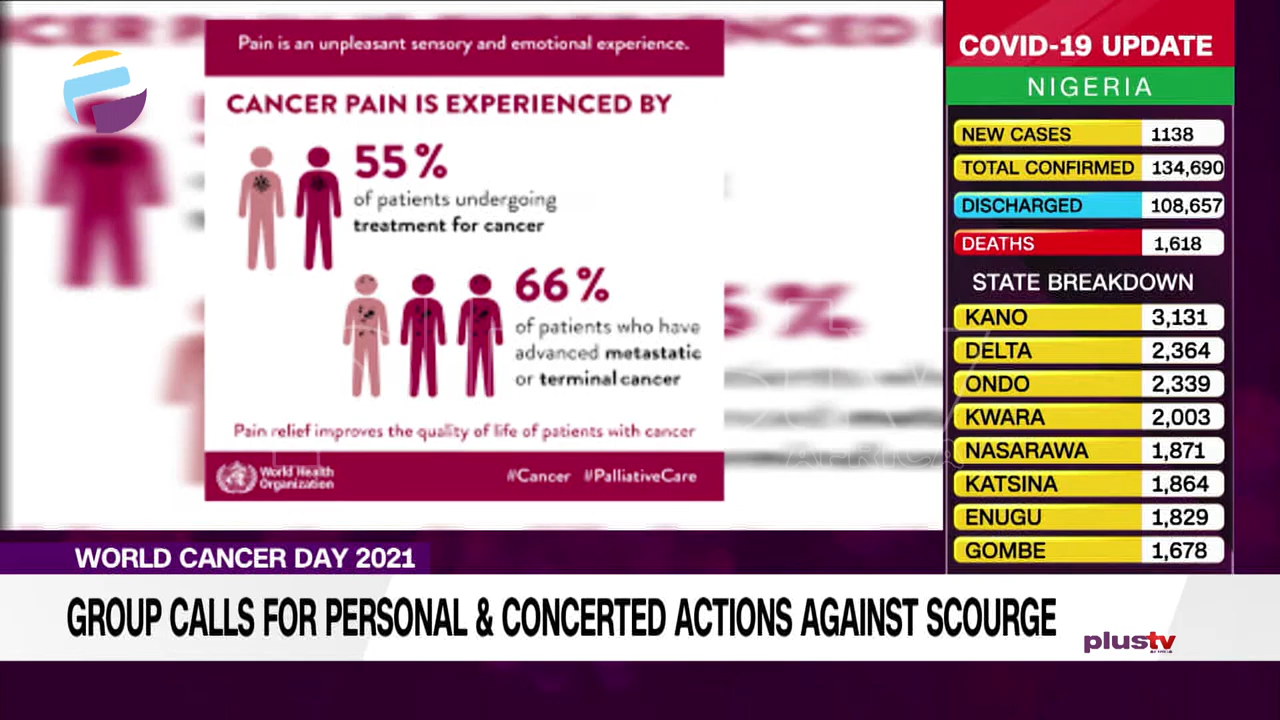 Pain is an unpleasant sensory and emotional experience.
CANCER PAIN IS EXPERIENCED BY
55%
of patients undergoing
treatment for cancer
66%
of patients who have
advanced metastatic
or terminal cancer
Pain relief improves the quality of life of patients with cancer
World Health
Organization
#Cancer #PalliativeCare
COVID-19 UPDATE
NIGERIA
NEW CASES 1138
TOTAL CONFIRMED 134,690
DISCHARGED 108,657
DEATHS 1,618
STATE BREAKDOWN
KANO 3,131
DELTA 2,364
ONDO 2,339
KWARA 2,003
NASARAWA 1,871
KATSINA 1,864
ENUGU 1,829
GOMBE 1,678
WORLD CANCER DAY 2021
GROUP CALLS FOR PERSONAL & CONCERTED ACTIONS AGAINST SCOURGE
plustv
AFRICA